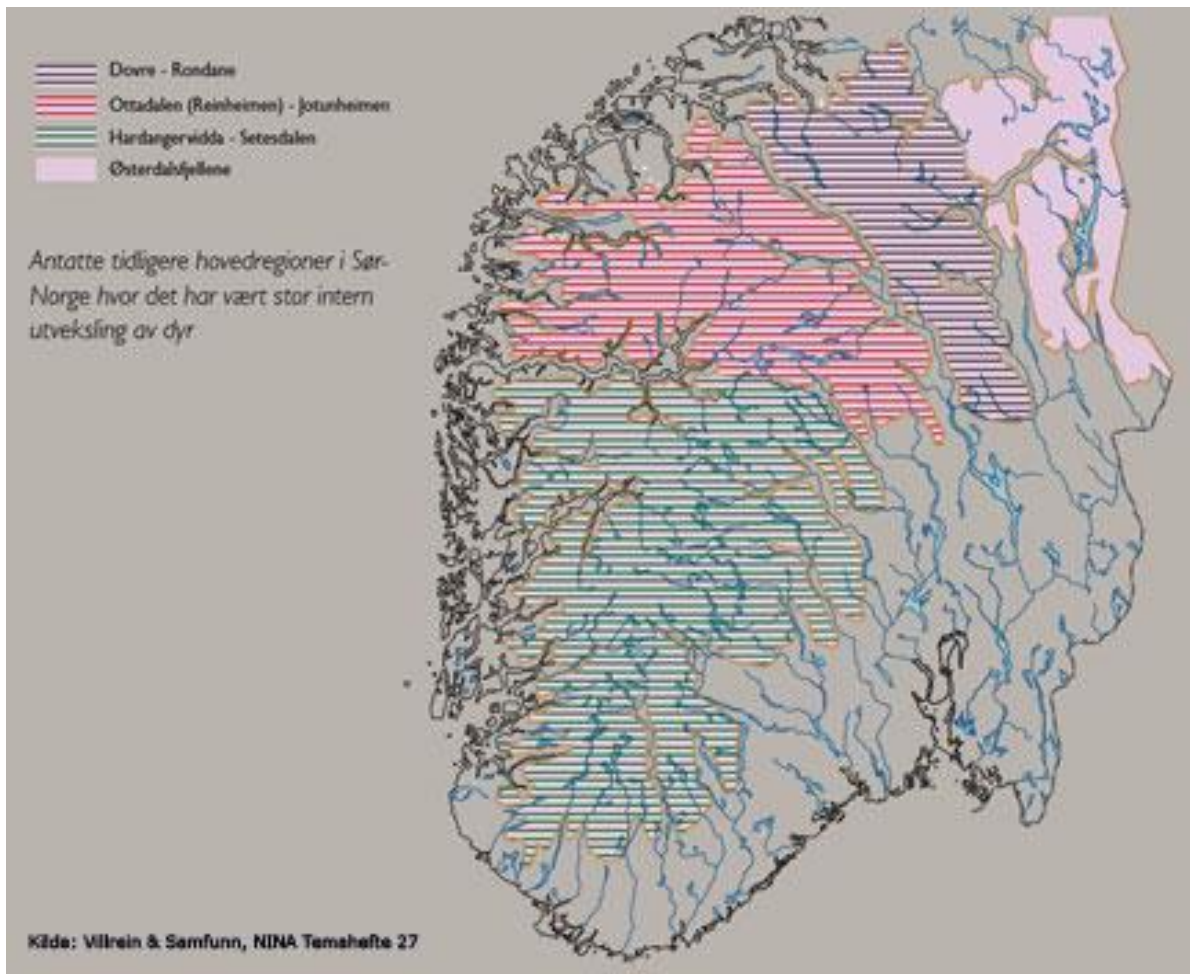 Dovre - Rondane
Ottadalen (Reinheimen) - Jotunheimen
Hardangervidda - Setesdalen
Østerdalsfjellene
Antatte tidligere hovedregioner i Sør-
Norge hvor det har vært stor intern
utveksling av dyr
Kilde: Villrein & Samfunn, NINA Temahefte 27